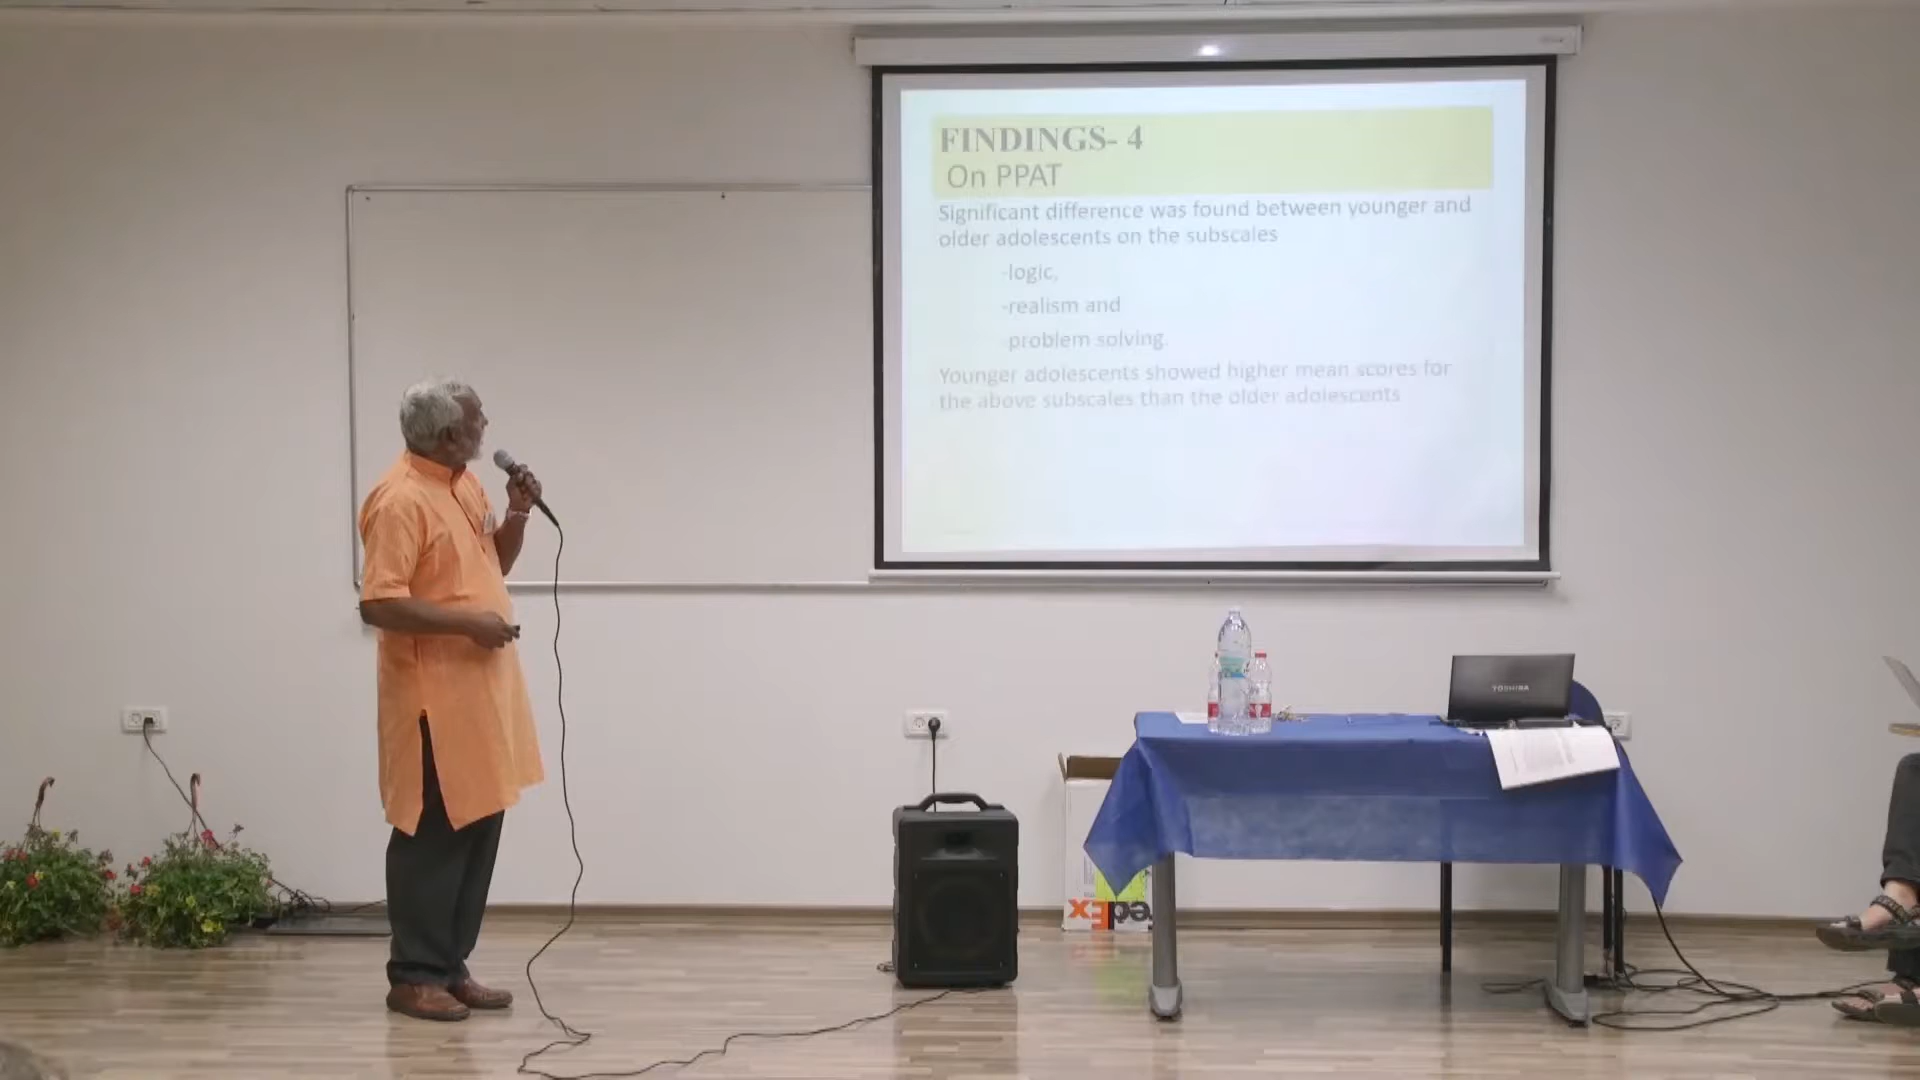 FINDINGS- 4
On PPAT
Significant difference was found between younger and
older adolescents on the subscales
-logic,
-realism and
problem solving.
Younger adolescents showed higher mean scores for
the above subscales than the older adolescents
TOSHIBA
edEx